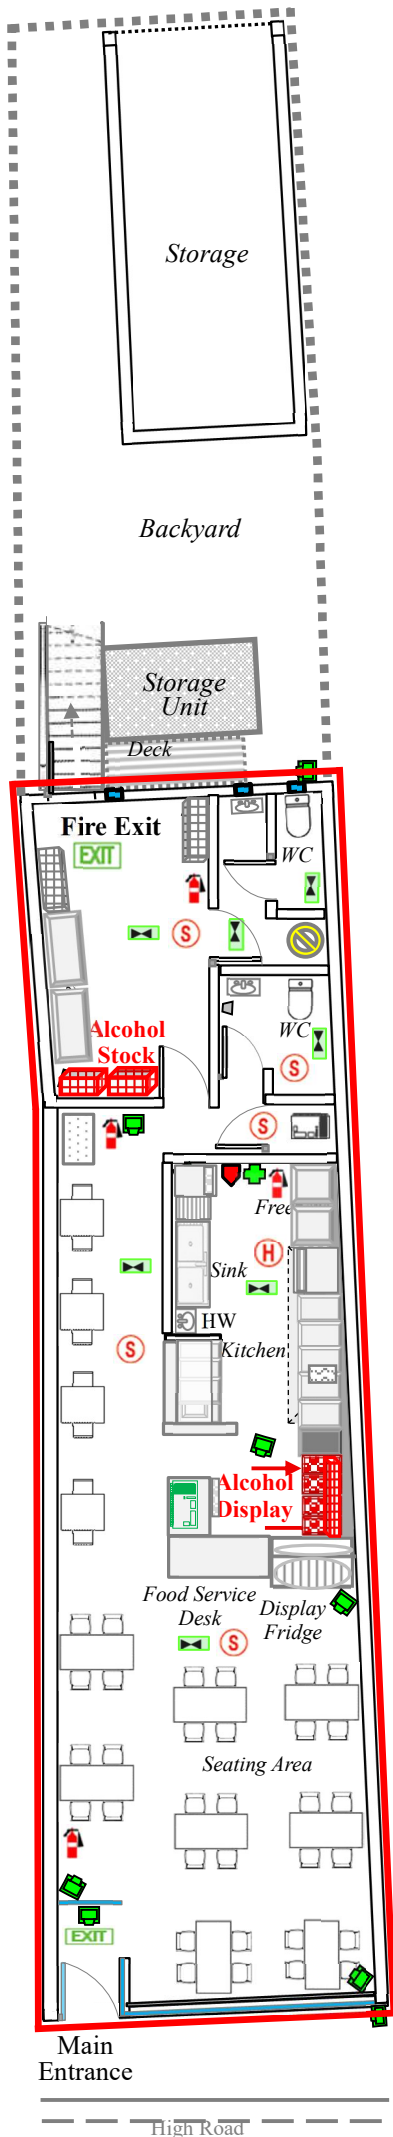 Storage
Backyard
Storage
Unit
Deck
Fire Exit
EXIT
WC
S
WC
Alcohol
Stock
S
S
Free
H
Sink
HW
S
Kitchen
Alcohol
Display
Food Service
Desk
Display
Fridge
S
Seating Area
EXIT
Main
Entrance
High Road